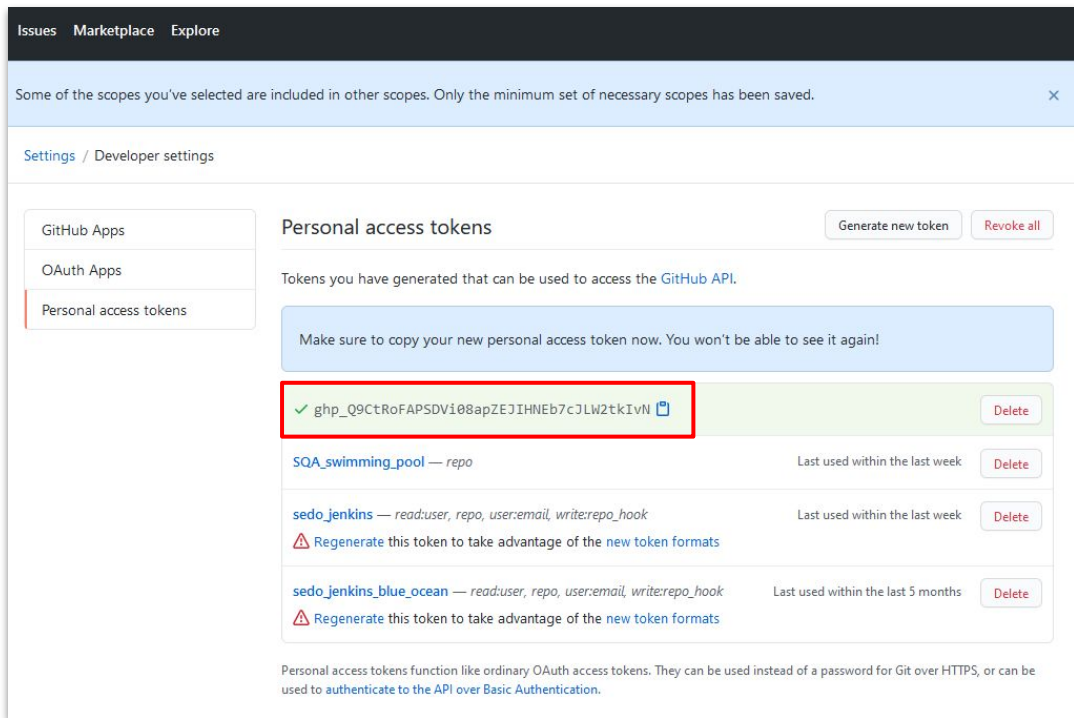 Issues Marketplace Explore
Some of the scopes you've selected are included in other scopes. Only the minimum set of necessary scopes has been saved.
Settings / Developer settings
GitHub Apps
OAuth Apps
Personal access tokens
Personal access tokens
Generate new token
Revoke all
Tokens you have generated that can be used to access the GitHub API.
Make sure to copy your new personal access token now. You won't be able to see it again!
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
Delete
SQA_swimming_pool — repo
Last used within the last week
Delete
sedo_jenkins — read:user, repo, user:email, write:repo_hook
Last used within the last week
Delete
Regenerate this token to take advantage of the new token formats
sedo_jenkins_blue_ocean — read:user, repo, user:email, write:repo_hook
Last used within the last 5 months
Delete
Regenerate this token to take advantage of the new token formats
Personal access tokens function like ordinary OAuth access tokens. They can be used instead of a password for Git over HTTPS, or can be
used to authenticate to the API over Basic Authentication.